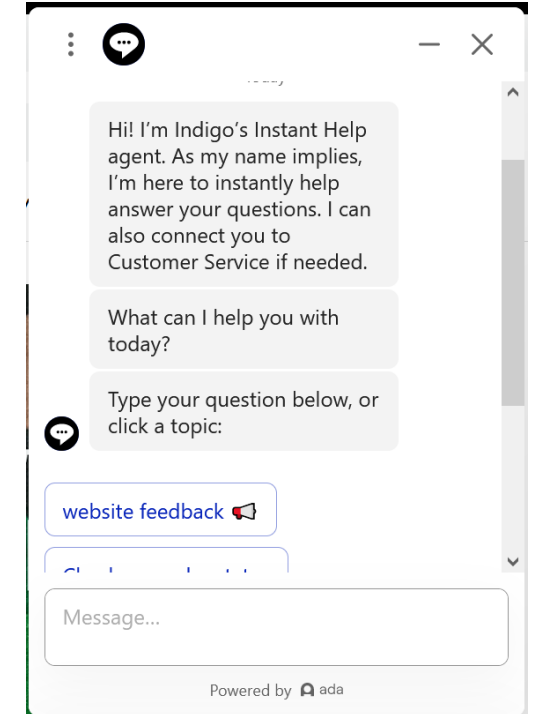 Hi! I’m Indigo’s Instant Help
agent. As my name implies,
I’m here to instantly help
answer your questions. I can
also connect you to
Customer Service if needed.
What can I help you with
today?
Type your question below, or
click a topic:
website feedback
Message...
Powered by ada